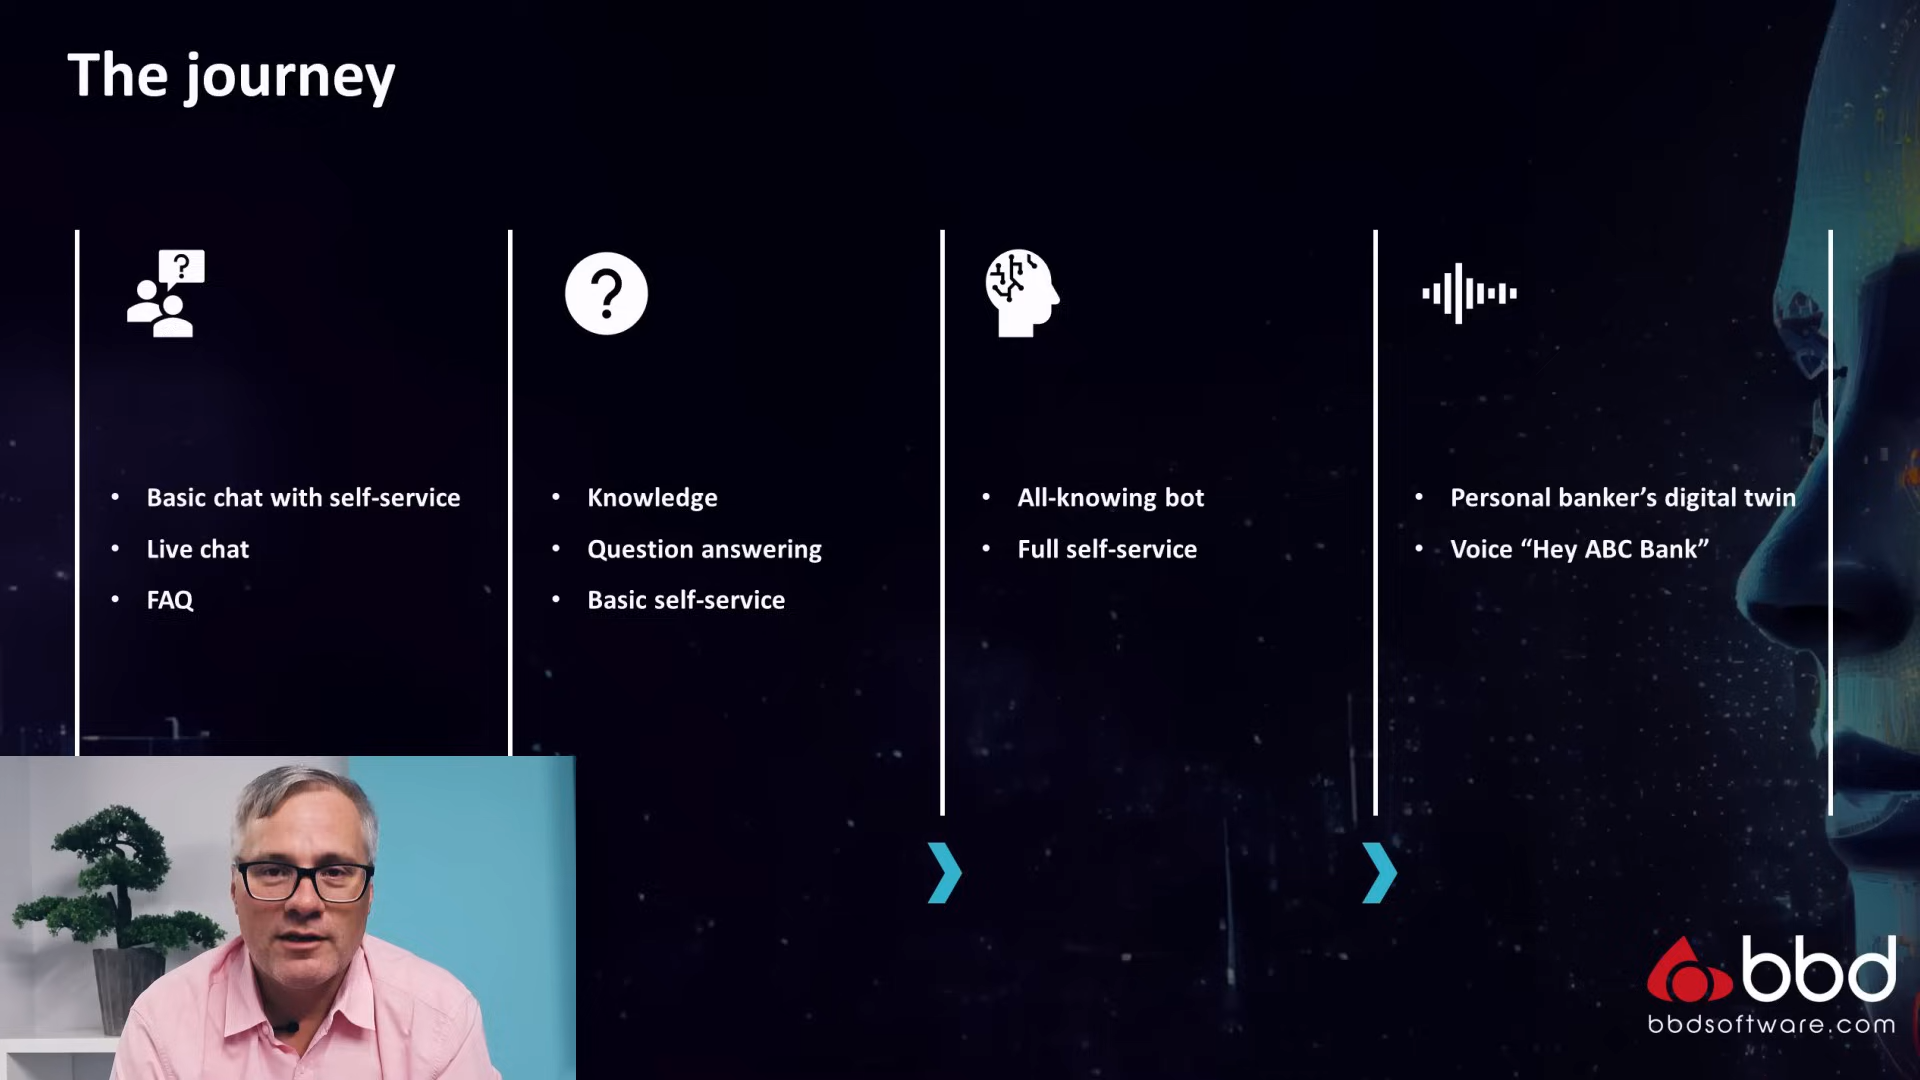 The journey
?
?
Basic chat with self-service
Live chat
FAQ
Knowledge
Question answering
Basic self-service
All-knowing bot
Full self-service
Personal banker’s digital twin
Voice “Hey ABC Bank”
bbd
bbdsoftware.com